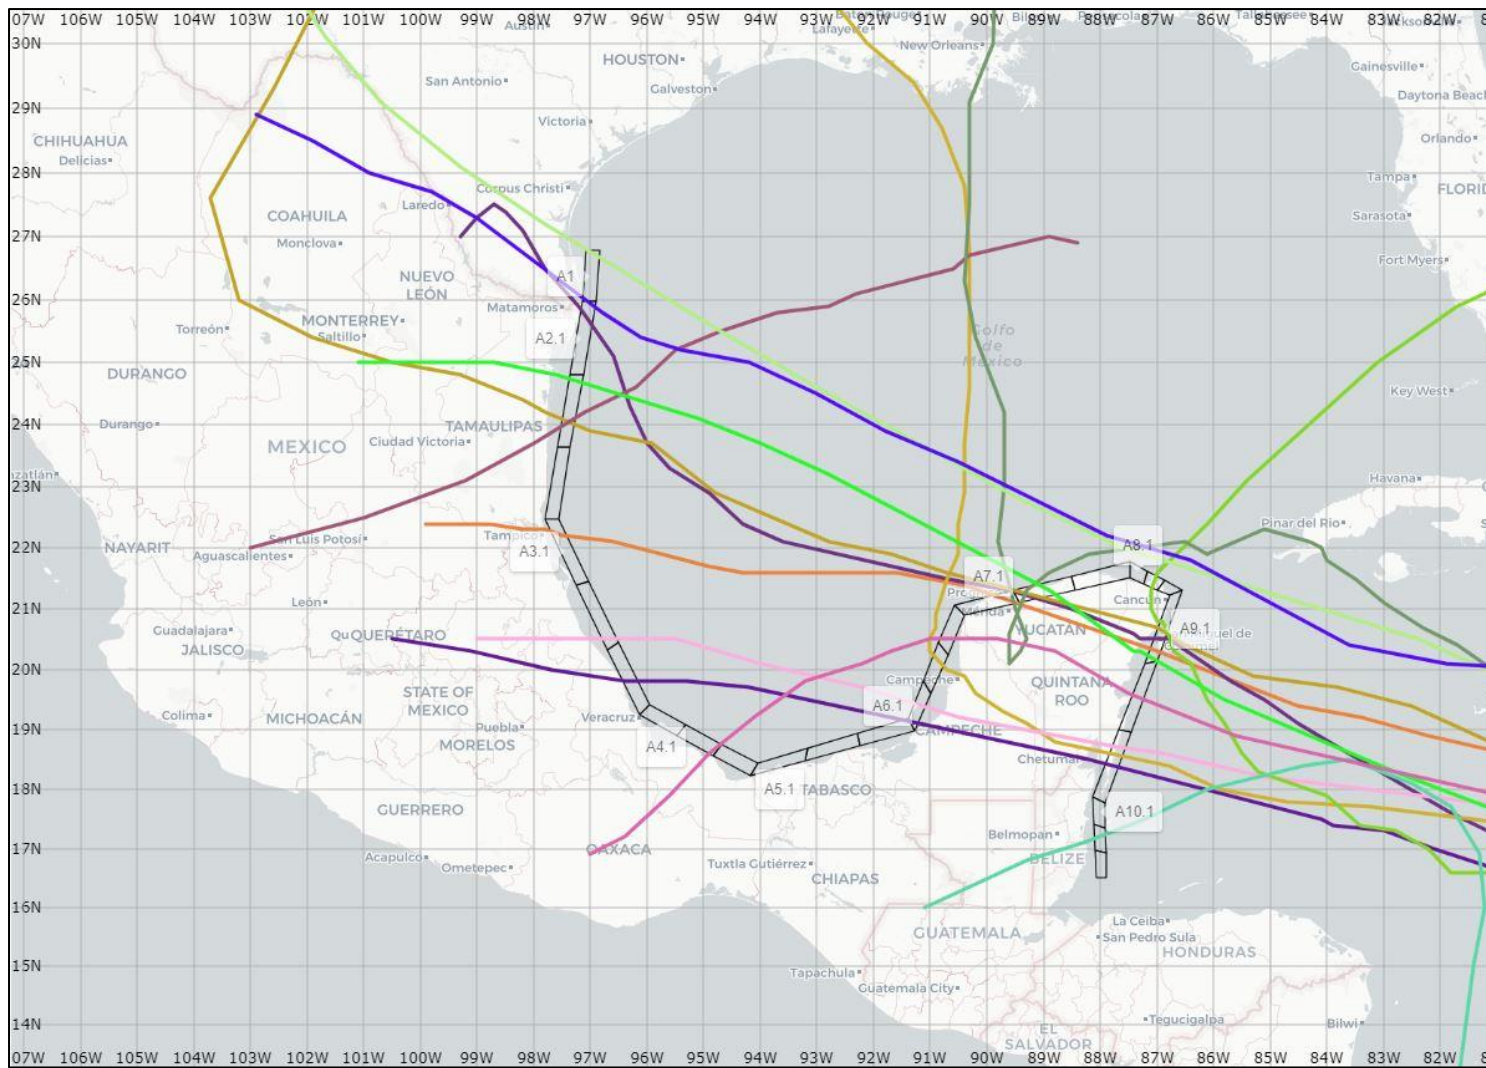 07W 106W 105W 104W 103W 102W 101W 100W 99W 98W 97W 96W 95W 94W 93W 92W 91W 90W 89W 88W 87W 86W 85W 84W 83W 82W
Austin
Lafayette
Tallahassee
30N
HOUSTON
New Orleans
San Antonio
Gainesville
29N
Galveston
Daytona Beach
Victoria
CHIHUAHUA
Delicias
Orlando
28N
Corpus Christi
Tampa
COAHUILA
Laredo
Sarasota
27N
Monclova
Fort Myers
NUEVO
LEÓN
A1
26N
MONTERREY
Matamoros
Torreón
Saltillo
A2.1
Golfo
de
México
25N
DURANGO
Key West
24N
Durango
TAMAULIPAS
MEXICO
Ciudad Victoria
23N
Havana
Pinar del Rio
22N
NAYARIT
San Luis Potosí
Aguascalientes
Tampico
A3.1
A8.1
A7.1
21N
León
Mérida
Cancún
Guadalajara
QUERÉTARO
YUCATÁN
A9.1
JALISCO
20N
STATE OF
MEXICO
Campeche
QUINTANA
ROO
Colima
MICHOACÁN
Puebla
Veracruz
A6.1
19N
MORELOS
A4.1
CAMPECHE
Chetumal
18N
GUERRERO
A5.1
TABASCO
A10.1
Belmopan
17N
Acapulco
Ometepec
OAXACA
Tuxtla Gutiérrez
BELIZE
CHIAPAS
16N
La Ceiba
GUATEMALA
San Pedro Sula
HONDURAS
15N
Tapachula
Guatemala City
Tegucigalpa
Bilwi
14N
EL
SALVADOR
07W 106W 105W 104W 103W 102W 101W 100W 99W 98W 97W 96W 95W 94W 93W 92W 91W 90W 89W 88W 87W 86W 85W 84W 83W 82W